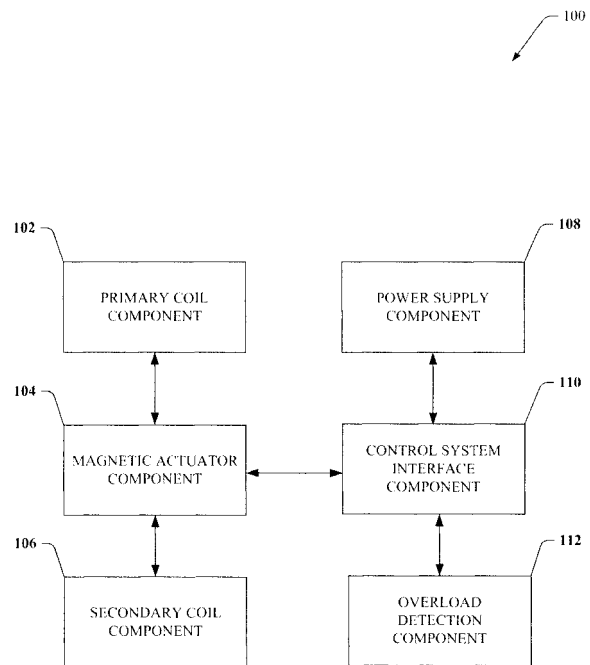 100
102
108
PRIMARY COIL
COMPONENT
POWER SUPPLY
COMPONENT
104
110
MAGNETIC ACTUATOR
COMPONENT
CONTROL SYSTEM
INTERFACE
COMPONENT
106
112
SECONDARY COIL
COMPONENT
OVERLOAD
DETECTION
COMPONENT